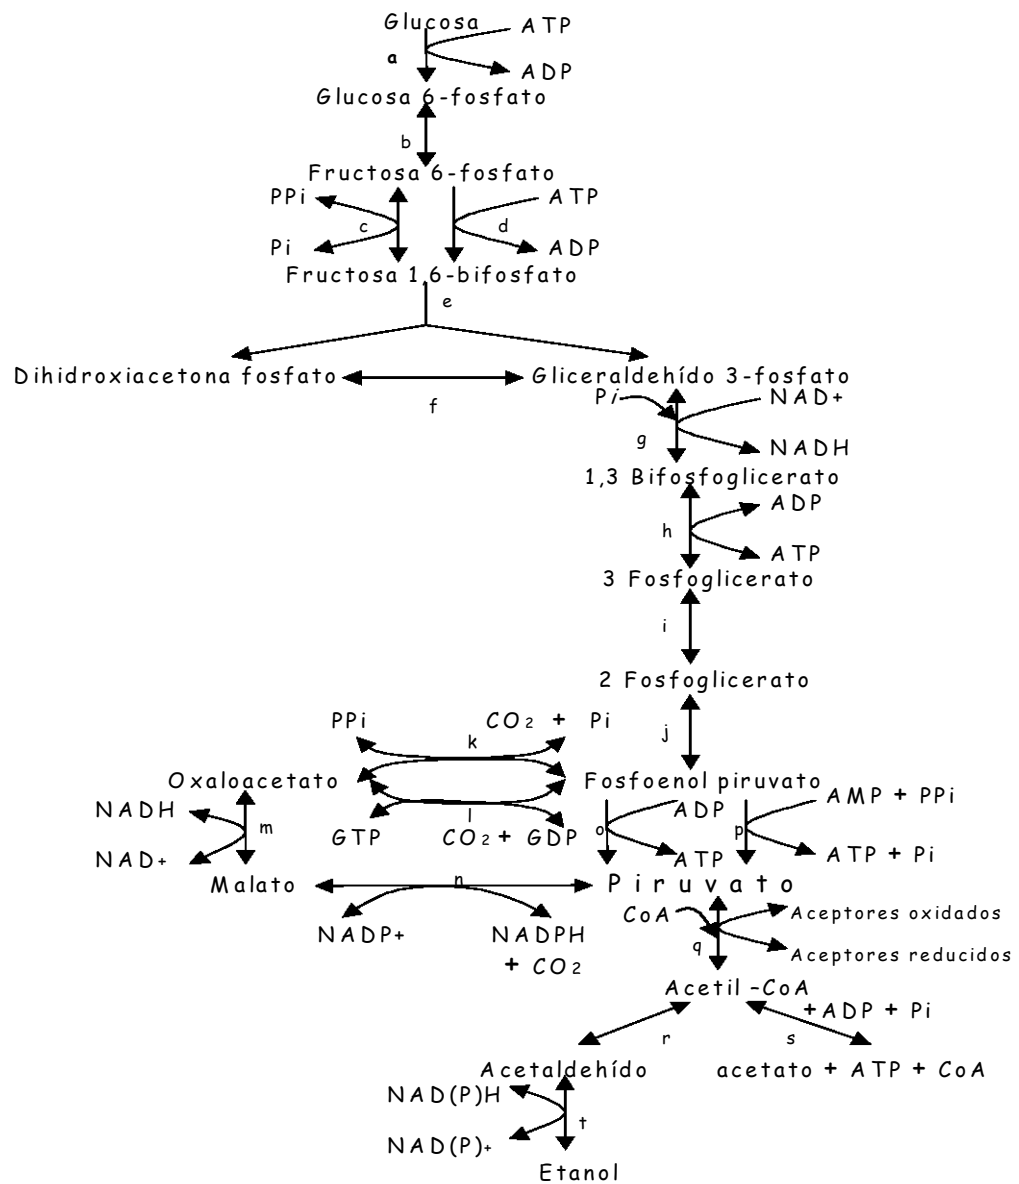 Glucosa ATP
a
ADP
Glucosa 6-fosfato
b
Fructosa 6-fosfato
PPi ATP
c d
Pi ADP
Fructosa 1,6-bifosfato
e
Dihidroxiacetona fosfato Gliceraldehído 3-fosfato
f
Pi NAD+
g
NADH
1,3 Bifosfoglicerato
ADP
h
ATP
3 Fosfoglicerato
i
2 Fosfoglicerato
PPi CO2 + Pi
k j
Oxaloacetato Fosfoenol piruvato
NADH ADP AMP + PPi
l
m o p
GTP CO2 + GDP
NAD+ ATP ATP + Pi
Malato n Piruvato
CoA Aceptores oxidados
NADP+ NADPH
+ CO2
q Aceptores reducidos
Acetil -CoA
+ADP + Pi
r s
Acetaldehído acetato + ATP + CoA
NAD(P)H
t
NAD(P)+
Etanol